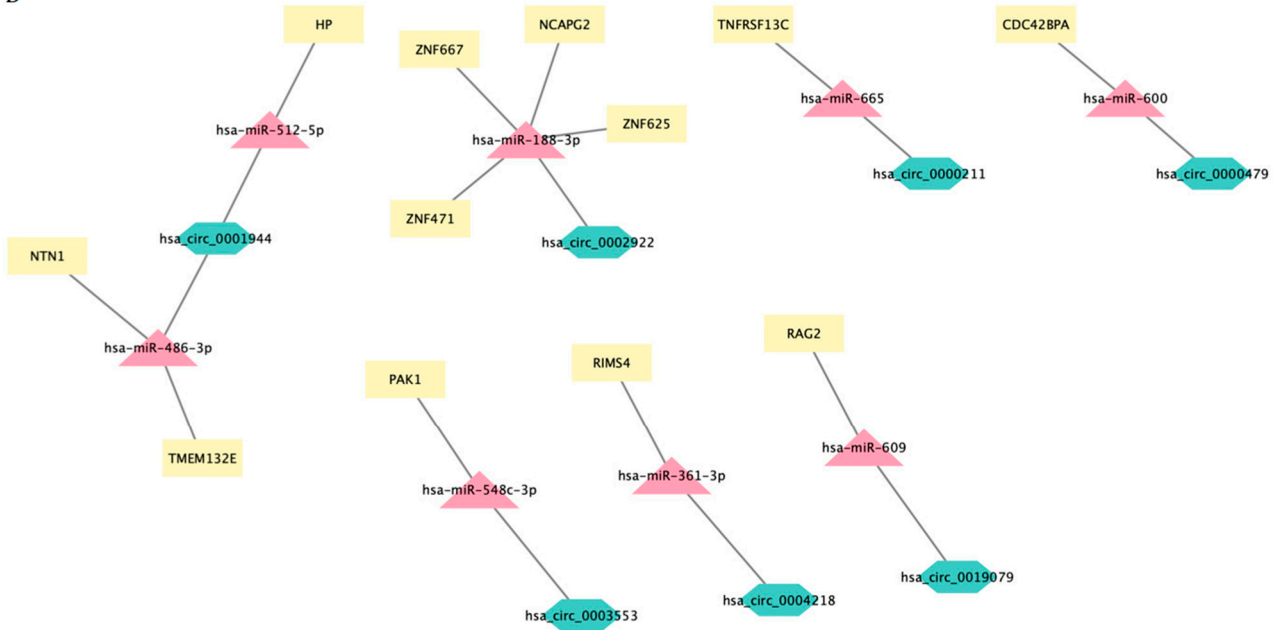 HP
NCAPG2
TNFRSF13C
CDC42BPA
ZNF667
hsa-miR-665
hsa-miR-600
hsa-miR-512-5p
ZNF625
hsa-miR-188-3p
hsa_circ_0000211
hsa_circ_0000479
ZNF471
hsa_circ_0001944
hsa_circ_0002922
NTN1
RAG2
hsa-miR-486-3p
RIMS4
PAK1
TMEM132E
hsa-miR-609
hsa-miR-361-3p
hsa-miR-548c-3p
hsa_circ_0019079
hsa_circ_0004218
hsa_circ_0003553